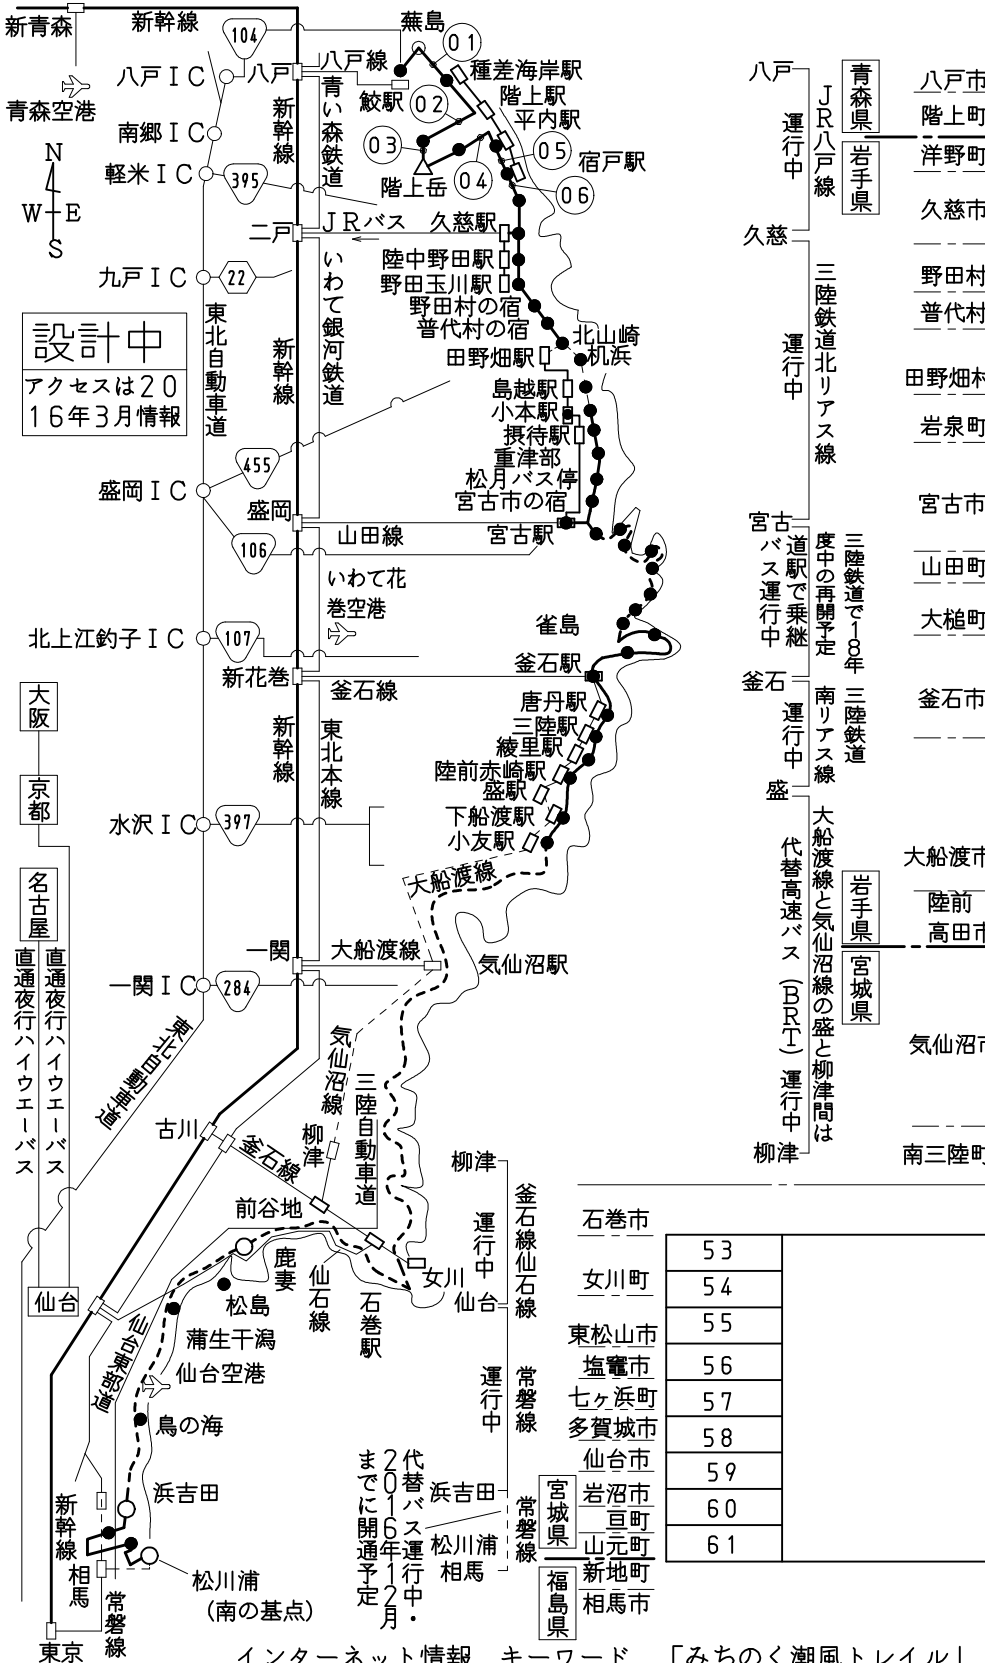 新青森
新幹線
104
蕪島
01
八戸IC
八戸
八戸線
鮫駅
種差海岸駅
階上駅
平内駅
青森空港
02
南郷IC
新幹線
青い森鉄道
03
05
宿戸駅
階上岳
04
06
N
W E
S
軽米IC
395
二戸
JRバス
久慈駅
九戸IC
22
陸中野田駅
野田玉川駅
野田村の宿
普代村の宿
北山崎
机浜
田野畑駅
設計中
アクセスは20
16年3月情報
東北自動車道
新幹線
いわて銀河鉄道
島越駅
小本駅
摂待駅
重津部
松月バス停
宮古市の宿
455
盛岡IC
盛岡
山田線
宮古駅
106
いわて花
巻空港
北上江釣子IC
107
雀島
新花巻
釜石線
釜石駅
大阪
京都
名古屋
直通夜行ハイウエーバス
直通夜行ハイウエーバス
新幹線
東北本線
唐丹駅
三陸駅
綾里駅
陸前赤崎駅
盛駅
下船渡駅
小友駅
水沢IC
397
大船渡線
一関
大船渡線
気仙沼駅
一関IC
284
東北自動車道
気仙沼線
三陸自動車道
古川
釜石線
柳津
前谷地
鹿妻
仙石線
石巻駅
女川
仙台
松島
蒲生干潟
仙台空港
仙台東部道
鳥の海
浜吉田
新幹線
相馬
常磐線
松川浦
(南の基点)
東京
八戸
JR八戸線
運行中
久慈
三陸鉄道北リアス線
運行中
宮古
道駅で乗継
バス運行中
三陸鉄道で18年
度中の再開予定
釜石
三陸鉄道
南リアス線
運行中
盛
大船渡線と気仙沼線の盛と柳津間は
代替高速バス(BRT)運行中
柳津
青森県
岩手県
岩手県
宮城県
八戸市
階上町
洋野町
久慈市
野田村
普代村
田野畑村
岩泉町
宮古市
山田町
大槌町
釜石市
大船渡市
陸前
高田市
気仙沼市
南三陸町
柳津
釜石線仙石線
運行中
仙台
常磐線
運行中
浜吉田
常磐線
松川浦
相馬
代替バス運行中・
2016年12月
までに開通予定
石巻市
女川町
東松山市
塩竈市
七ヶ浜町
多賀城市
仙台市
岩沼市
亘町
山元町
新地町
相馬市
宮城県
福島県
53
54
55
56
57
58
59
60
61
インターネット情報 キーワード 「みちのく潮風トレイル」